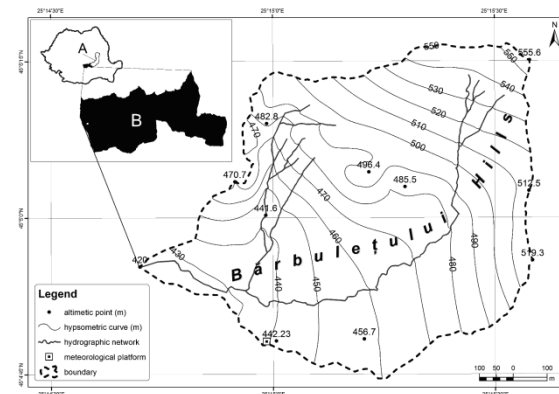 25°14'30"E
25°15'0"E
25°15'30"E
N
A
B
550
555.6
550
540
530
520
510
500
482.8
470
496.4
485.5
470.7
470
512.5
441.6
460
490
519.3
420
430
480
440
450
442.23
456.7
Bărbulețului Hills
Legend
altimetric point (m)
hypsometric curve (m)
hydrographic network
meteorological platform
boundary
100 50 0 100
m